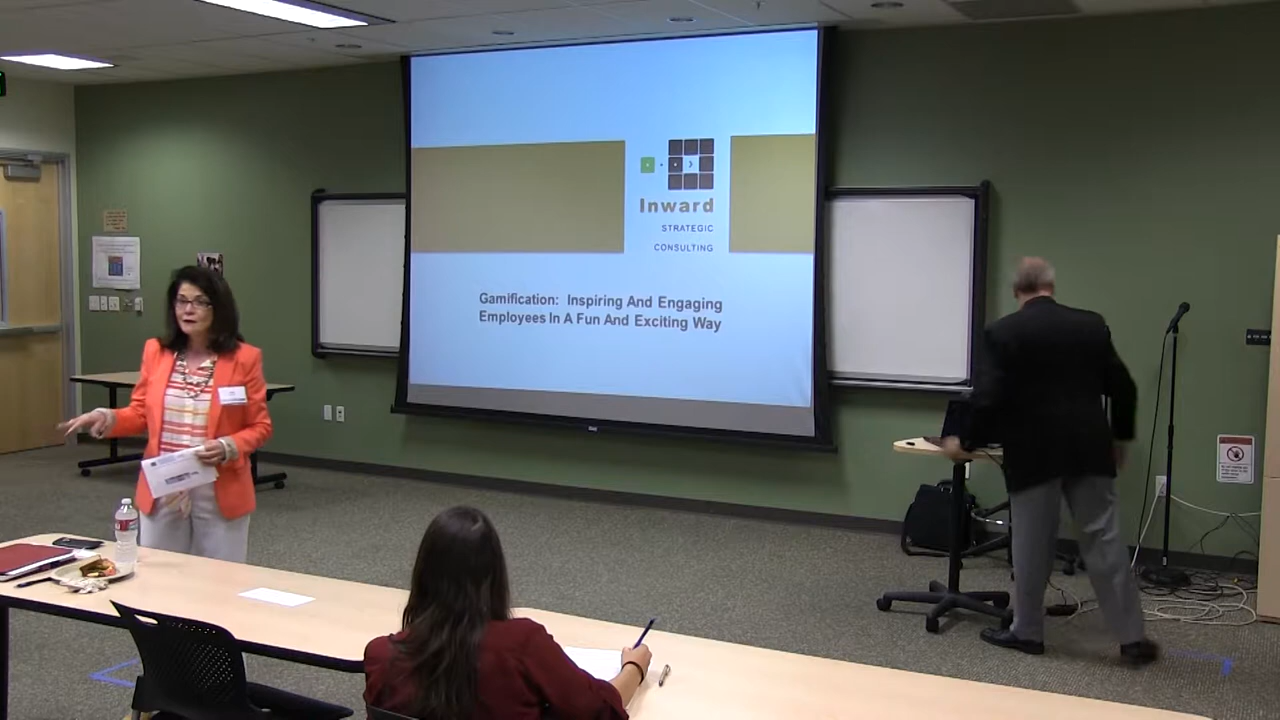 Inward
STRATEGIC
CONSULTING
Gamification: Inspiring And Engaging
Employees In A Fun And Exciting Way